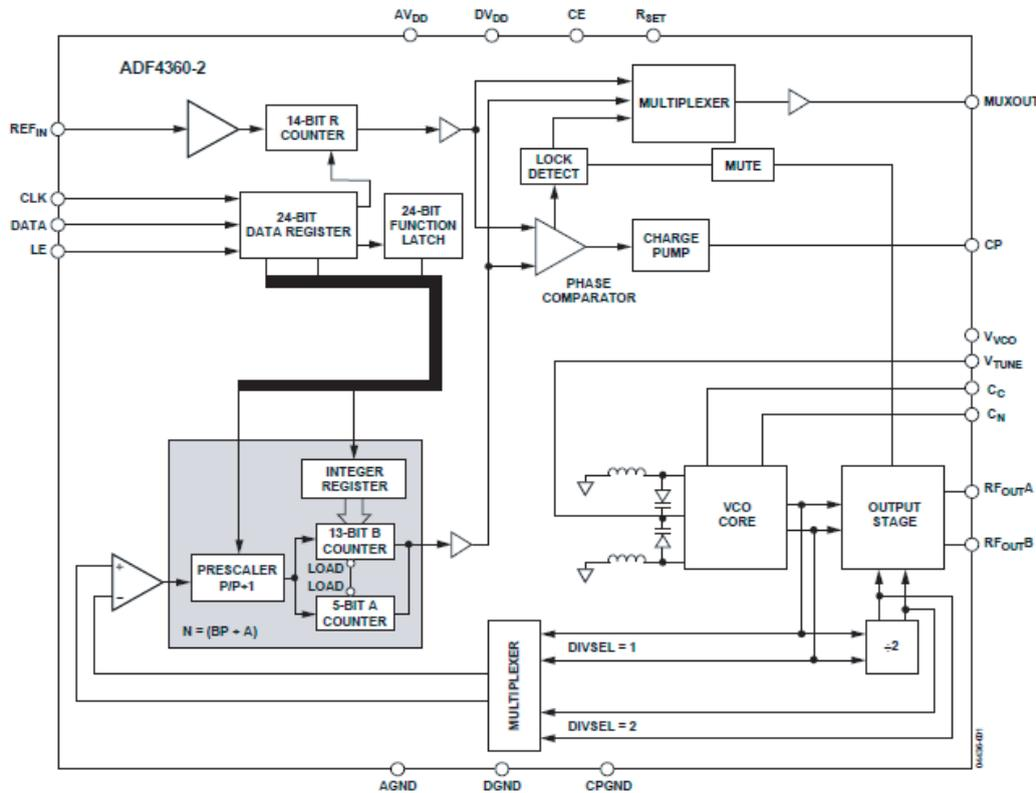 AVDD
DVDD
CE
RSET
ADF4360-2
REFIN
14-BIT R
COUNTER
MULTIPLEXER
MUXOUT
LOCK
DETECT
MUTE
CLK
DATA
LE
24-BIT
DATA REGISTER
24-BIT
FUNCTION
LATCH
CHARGE
PUMP
CP
PHASE
COMPARATOR
VVCO
VTUNE
CC
CN
INTEGER
REGISTER
13-BIT B
COUNTER
LOAD
LOAD
5-BIT A
COUNTER
PRESCALER
P/P+1
+
−
N = (BP + A)
VCO
CORE
OUTPUT
STAGE
RFOUTA
RFOUTB
MULTIPLEXER
DIVSEL = 1
÷2
DIVSEL = 2
AGND
DGND
CPGND
04436-001